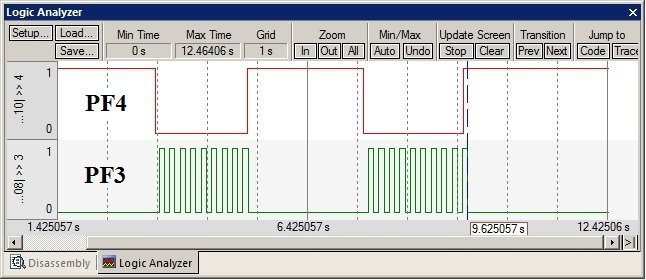 Logic Analyzer
Setup... Load... Min Time Max Time Grid Zoom Min/Max Update Screen Transition Jump to
Save... 0 s 12.46406 s 1 s In Out All Auto Undo Stop Clear Prev Next Code Trace
1
...10] >> 4
PF4
0
1
...08] >> 3
PF3
0
1.425057 s 6.425057 s 9.625057 s 12.42506 s
Disassembly Logic Analyzer